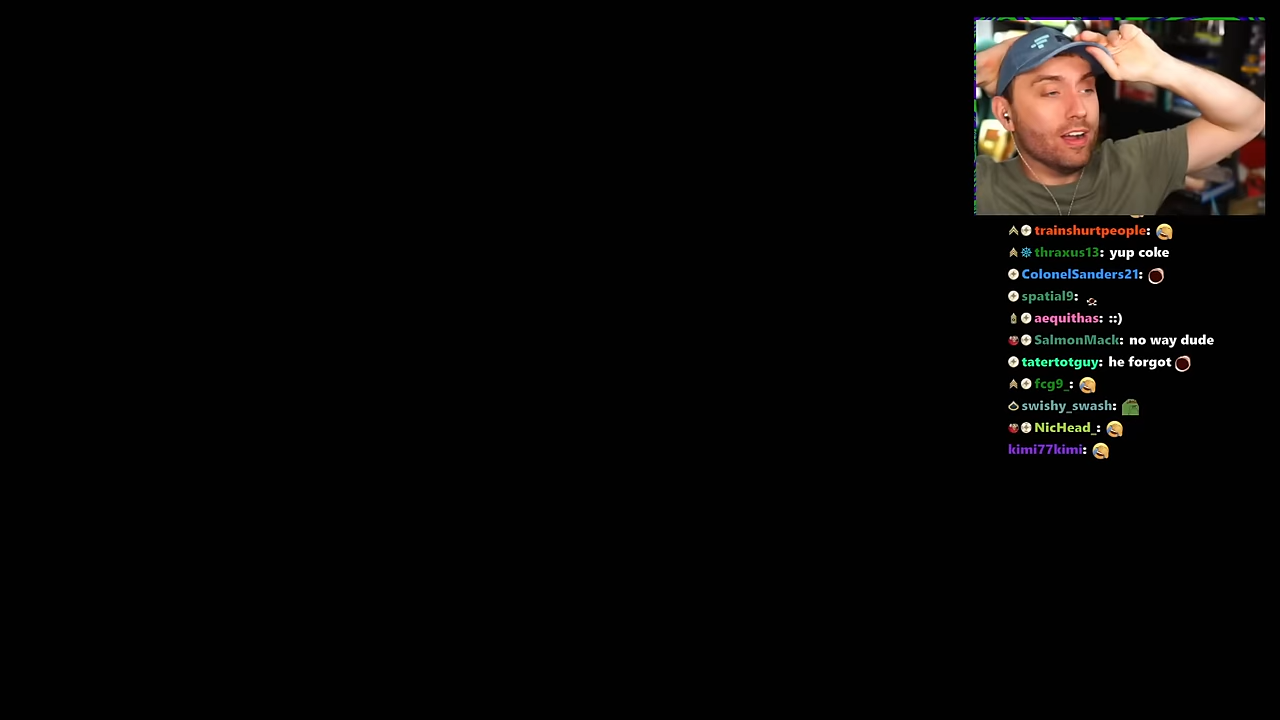 trainshurtpeople:
thraxus13: yup coke
ColonelSanders21:
spatial9:
aequithas: ::)
SalmonMack: no way dude
tatertotguy: he forgot
fcg9_:
swishy_swash:
NicHead_:
kimi77kimi: